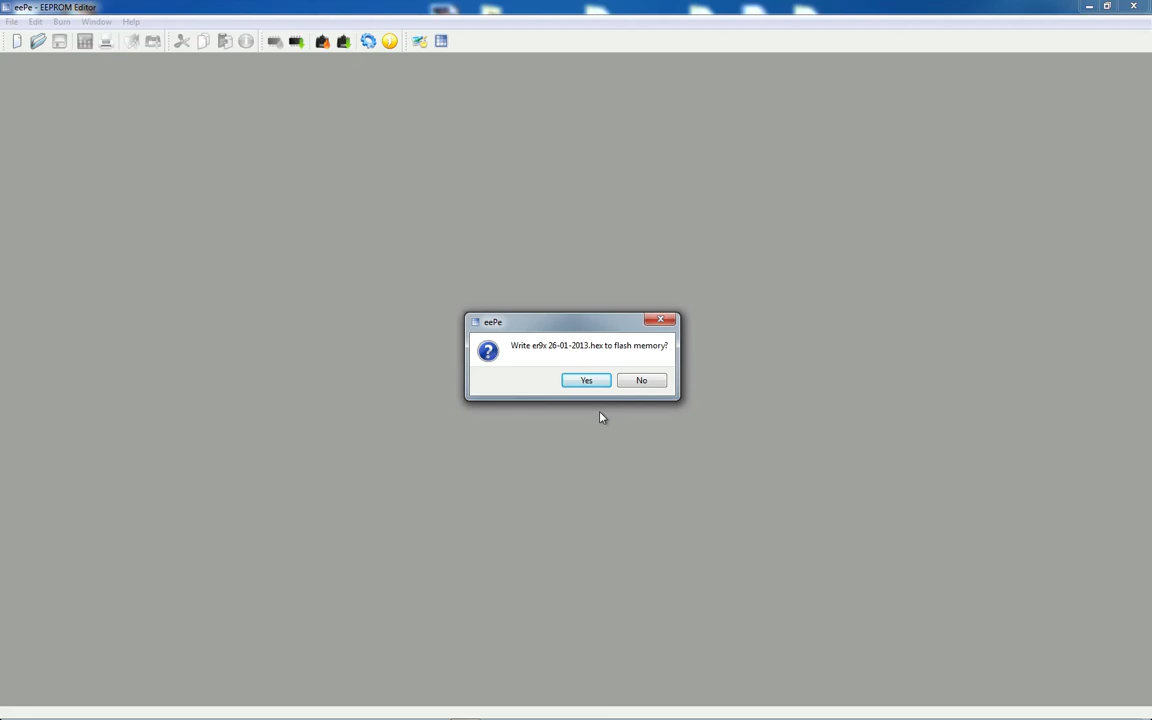 eePe - EEPROM Editor
File Edit Burn Window Help
eePe
Write er9x 26-01-2013.hex to flash memory?
Yes No